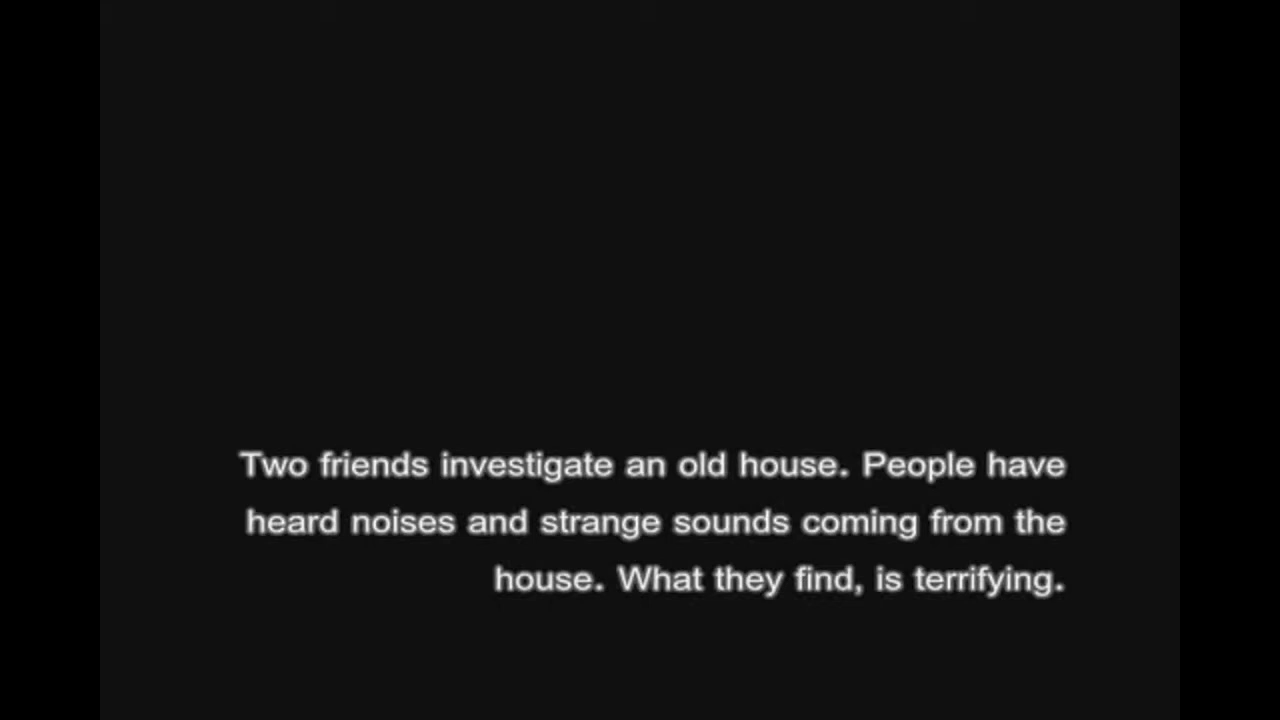 Two friends investigate an old house. People have
heard noises and strange sounds coming from the
house. What they find, is terrifying.